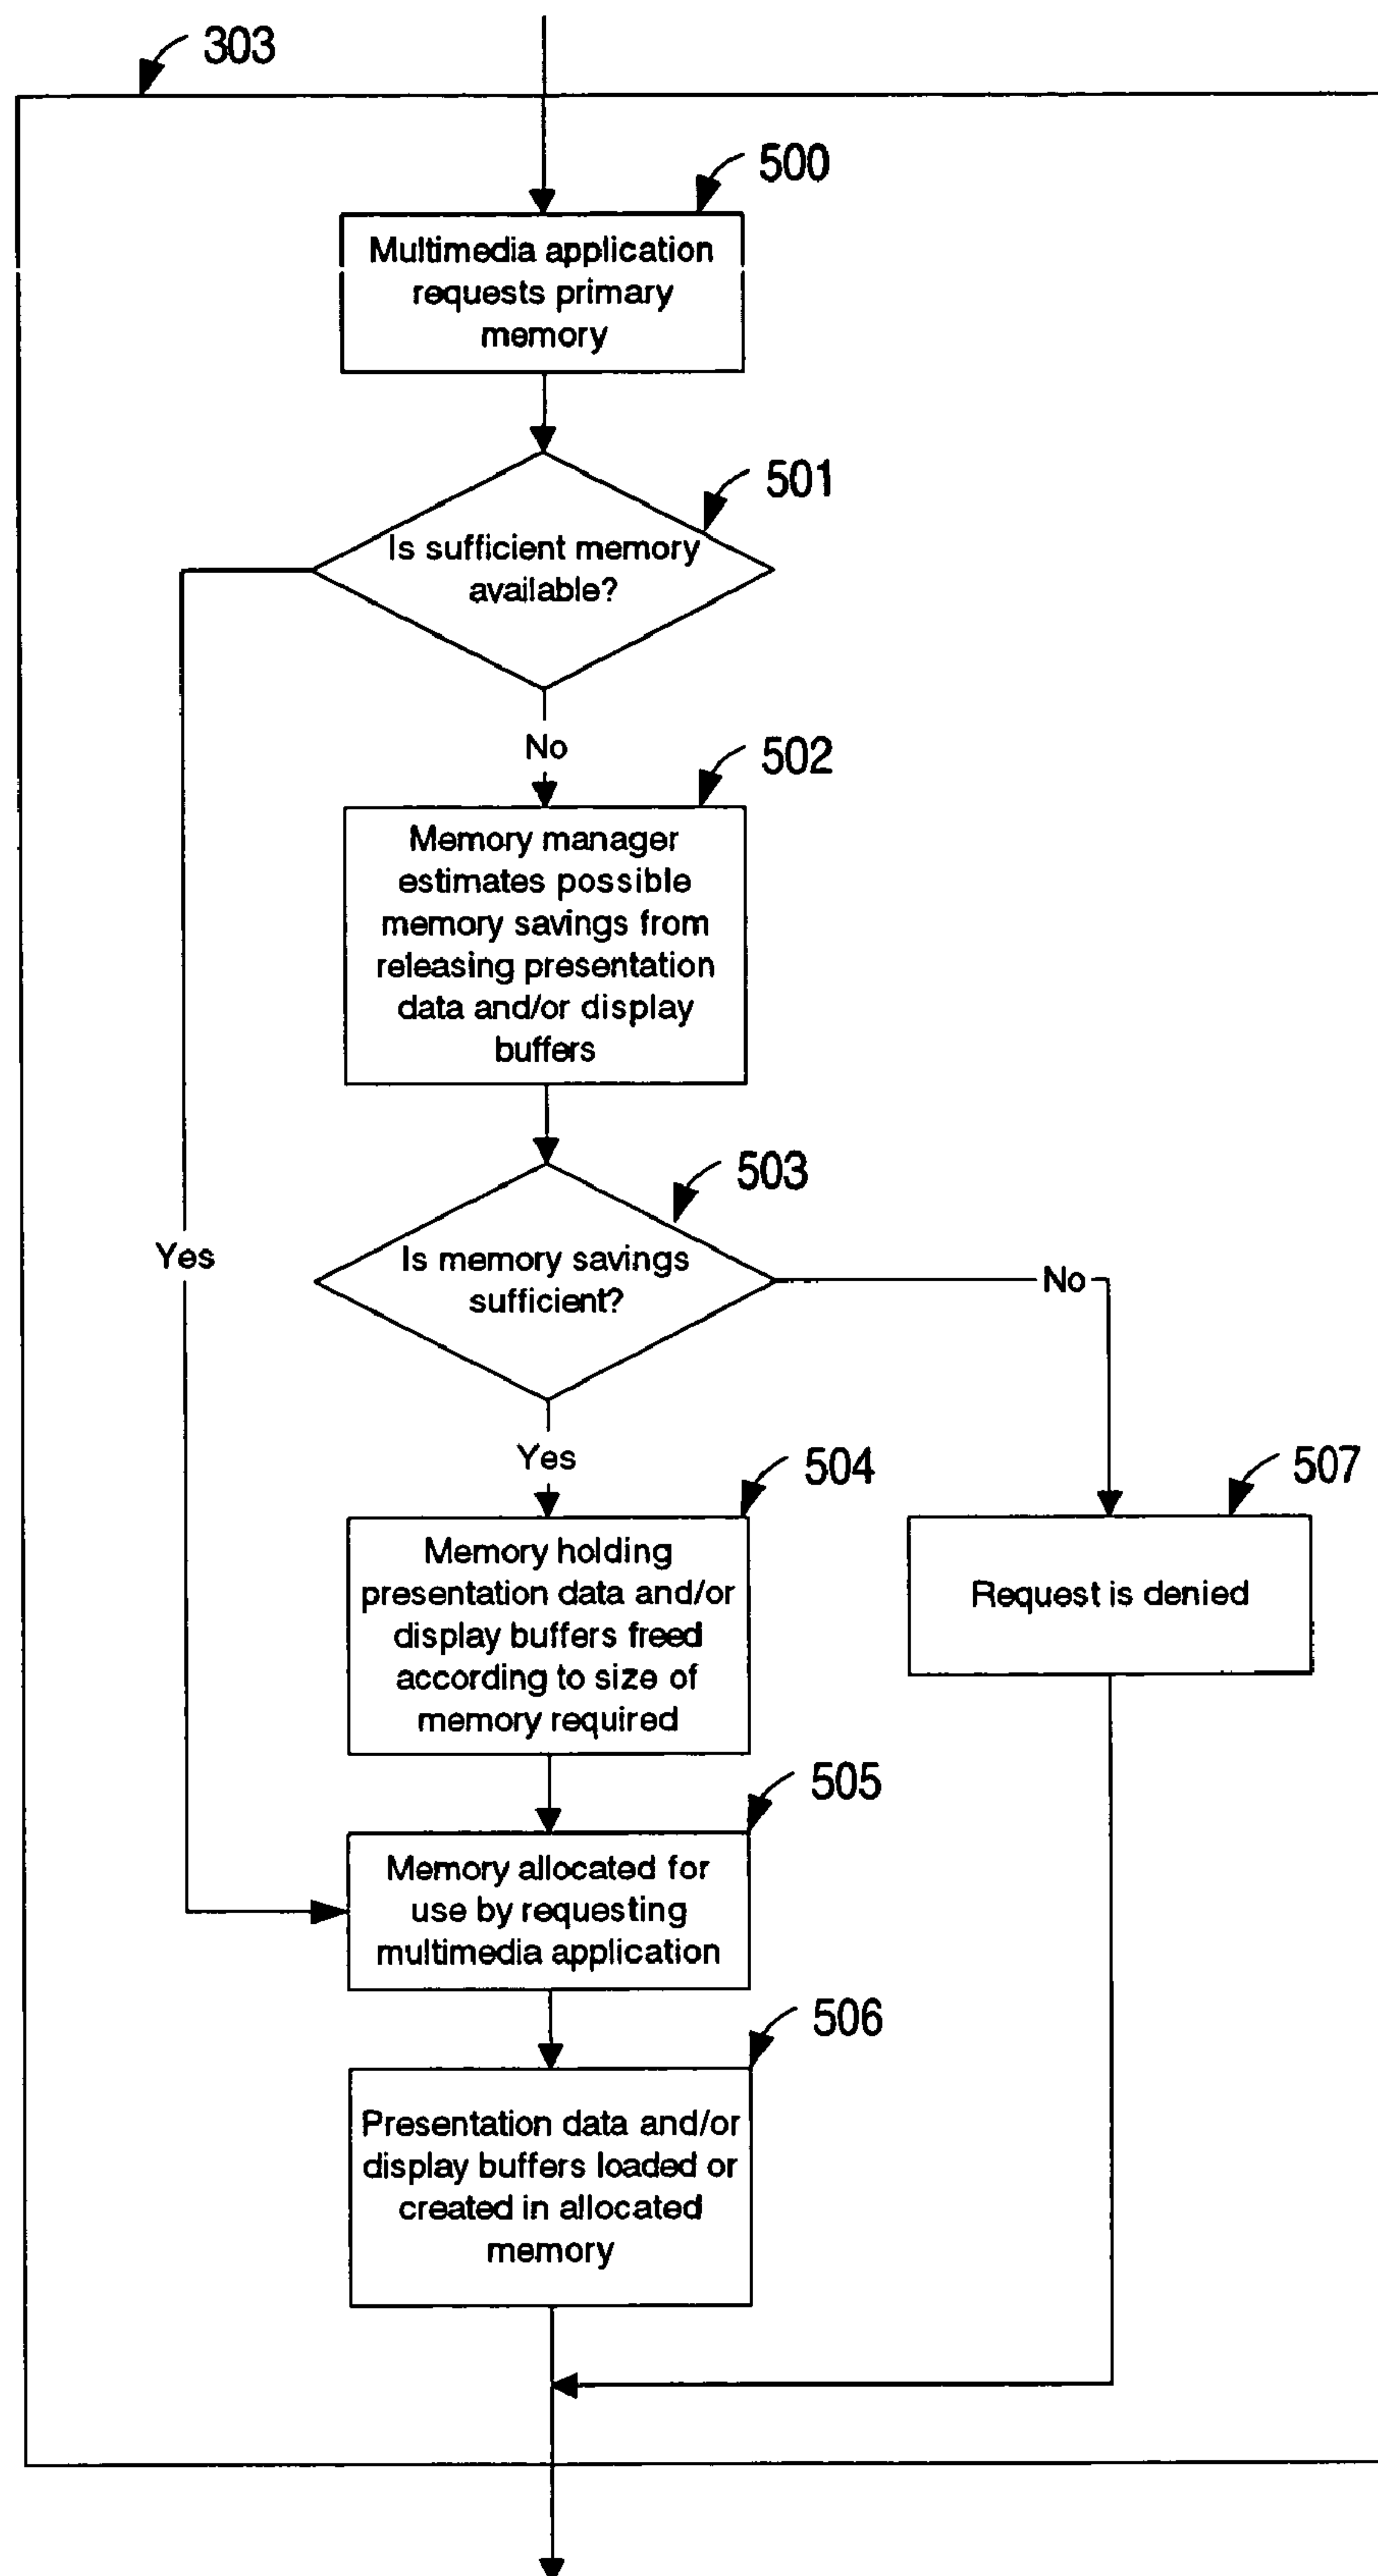 303
500
Multimedia application
requests primary
memory
501
Is sufficient memory
available?
No
502
Memory manager
estimates possible
memory savings from
releasing presentation
data and/or display
buffers
503
Is memory savings
sufficient?
Yes
No
Yes
504
Memory holding
presentation data and/or
display buffers freed
according to size of
memory required
507
Request is denied
505
Memory allocated for
use by requesting
multimedia application
506
Presentation data and/or
display buffers loaded or
created in allocated
memory